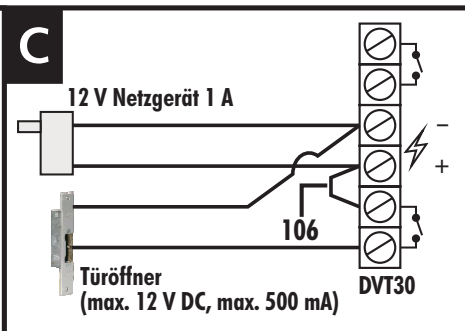 C
12 V Netzgerät 1 A
–
+
106
Türöffner
(max. 12 V DC, max. 500 mA)
DVT30